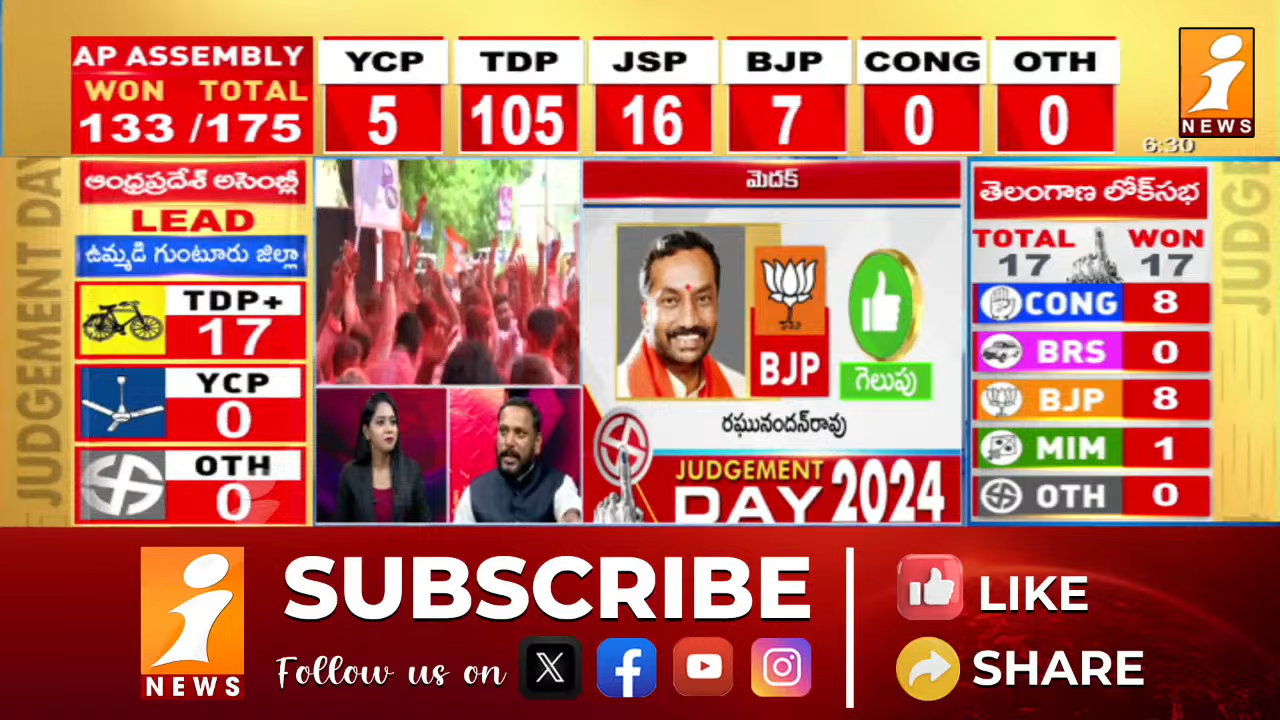 AP ASSEMBLY
WON TOTAL
133 /175
YCP TDP JSP BJP CONG OTH
5 105 16 7 0 0
i
NEWS
6:30
JUDGEMENT DAY
ఆంధ్రప్రదేశ్ అసెంబ్లీ
LEAD
ఉమ్మడి గుంటూరు జిల్లా
TDP+
17
YCP
0
OTH
0
మెదక్
BJP
గెలుపు
రఘునందన్‌రావు
JUDGEMENT
DAY 2024
తెలంగాణ లోక్‌సభ
TOTAL WON
17 17
CONG 8
BRS 0
BJP 8
MIM 1
OTH 0
JUDGE
JUDG
i
NEWS
SUBSCRIBE
Follow us on
LIKE
SHARE